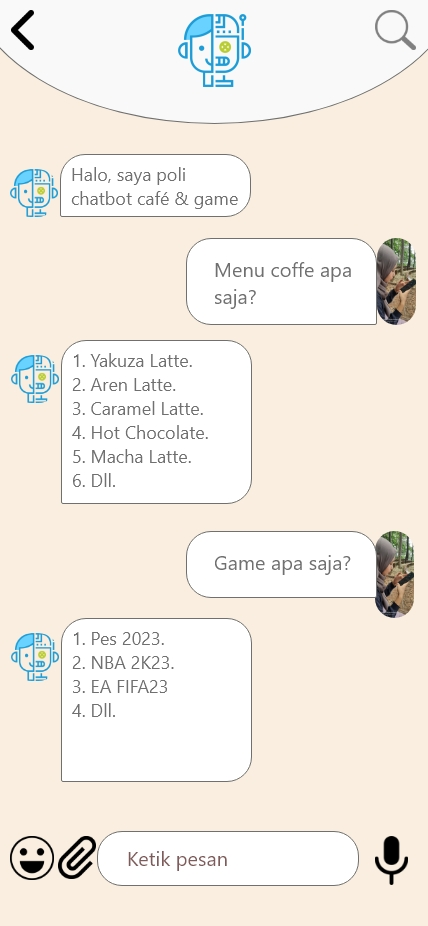 Halo, saya poli
chatbot café & game
Menu coffe apa
saja?
1. Yakuza Latte.
2. Aren Latte.
3. Caramel Latte.
4. Hot Chocolate.
5. Macha Latte.
6. Dll.
Game apa saja?
1. Pes 2023.
2. NBA 2K23.
3. EA FIFA23
4. Dll.
Ketik pesan